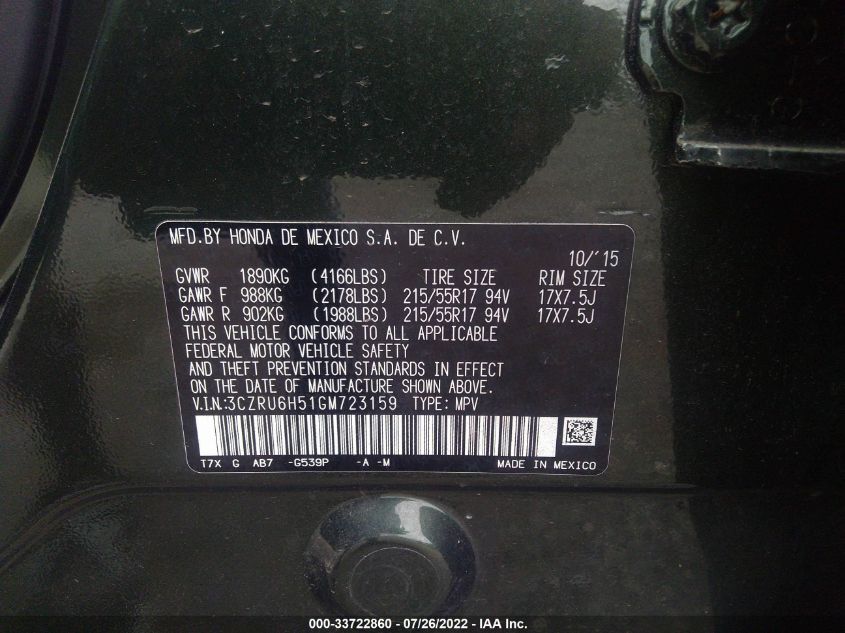 MFD.BY HONDA DE MEXICO S.A. DE C.V.
10/'15
GVWR 1890KG (4166LBS) TIRE SIZE RIM SIZE
GAWR F 988KG (2178LBS) 215/55R17 94V 17X7.5J
GAWR R 902KG (1988LBS) 215/55R17 94V 17X7.5J
THIS VEHICLE CONFORMS TO ALL APPLICABLE
FEDERAL MOTOR VEHICLE SAFETY
AND THEFT PREVENTION STANDARDS IN EFFECT
ON THE DATE OF MANUFACTURE SHOWN ABOVE.
V.I.N:3CZRU6H51GM723159 TYPE: MPV
T7X G AB7 -G539P -A -M MADE IN MEXICO
000-33722860 - 07/26/2022 - IAA Inc.